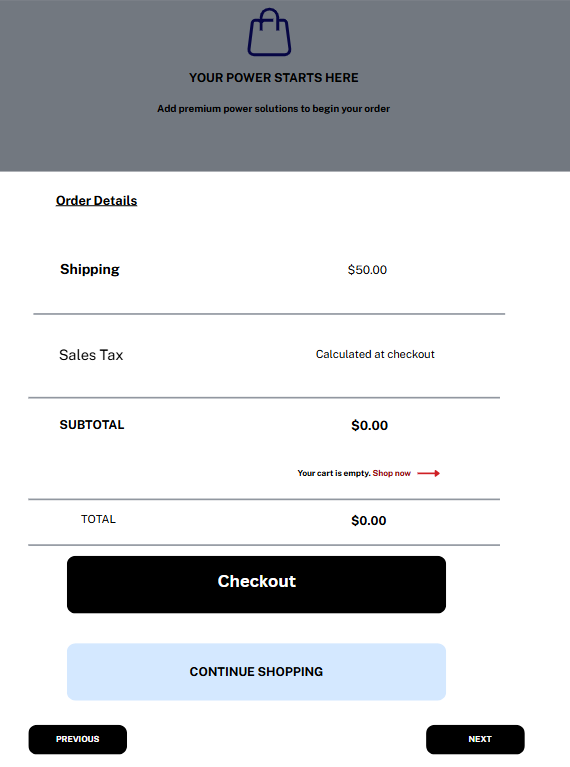 YOUR POWER STARTS HERE
Add premium power solutions to begin your order
Order Details
Shipping $50.00
Sales Tax Calculated at checkout
SUBTOTAL $0.00
Your cart is empty. Shop now
TOTAL $0.00
Checkout
CONTINUE SHOPPING
PREVIOUS NEXT